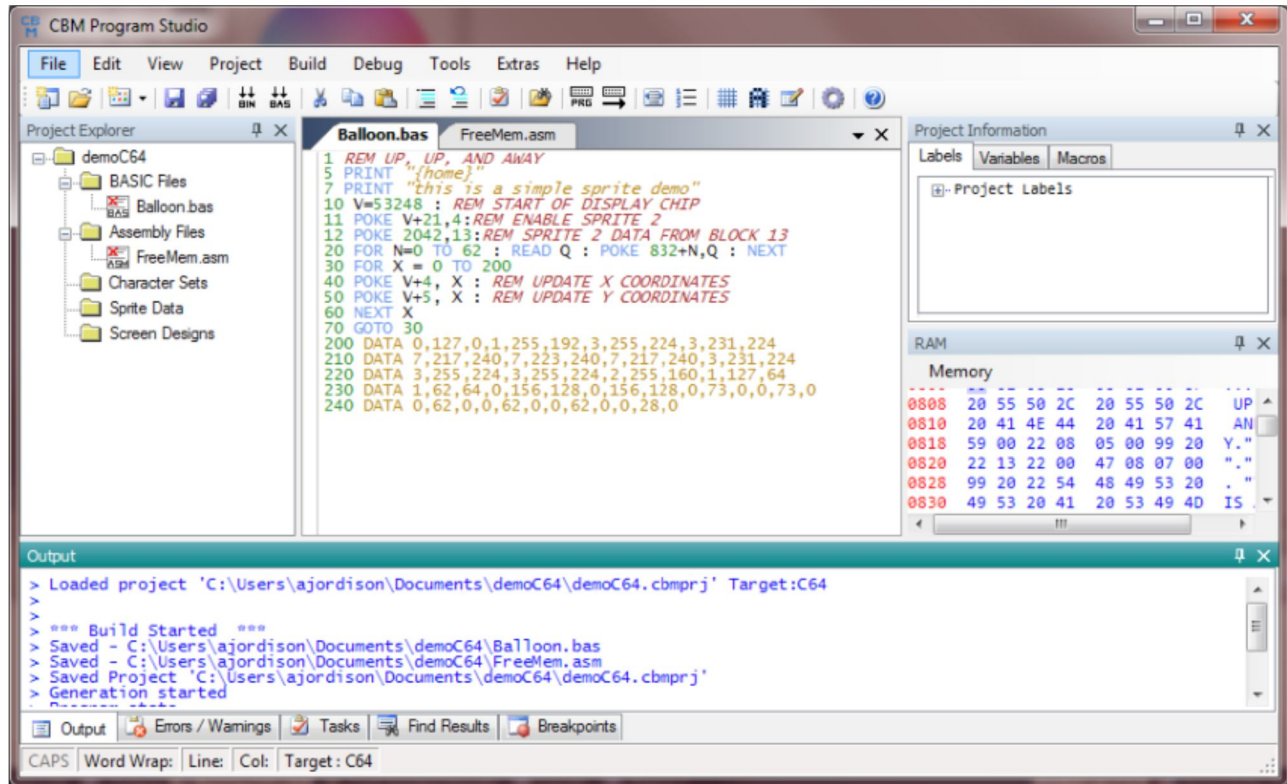 CBM Program Studio
File Edit View Project Build Debug Tools Extras Help
BIN BAS PRG
Project Explorer
demoC64
BASIC Files
BAS Balloon.bas
Assembly Files
ASM FreeMem.asm
Character Sets
Sprite Data
Screen Designs
Balloon.bas FreeMem.asm
1 REM UP, UP, AND AWAY
5 PRINT "{home}"
7 PRINT "this is a simple sprite demo"
10 V=53248 : REM START OF DISPLAY CHIP
11 POKE V+21,4:REM ENABLE SPRITE 2
12 POKE 2042,13:REM SPRITE 2 DATA FROM BLOCK 13
20 FOR N=0 TO 62 : READ Q : POKE 832+N,Q : NEXT
30 FOR X = 0 TO 200
40 POKE V+4, X : REM UPDATE X COORDINATES
50 POKE V+5, X : REM UPDATE Y COORDINATES
60 NEXT X
70 GOTO 30
200 DATA 0,127,0,1,255,192,3,255,224,3,231,224
210 DATA 7,217,240,7,223,240,7,217,240,3,231,224
220 DATA 3,255,224,3,255,224,2,255,160,1,127,64
230 DATA 1,62,64,0,156,128,0,156,128,0,73,0,0,73,0
240 DATA 0,62,0,0,62,0,0,62,0,0,28,0
Project Information
Labels Variables Macros
Project Labels
RAM
Memory
0808 20 55 50 2C 20 55 50 2C UP
0810 20 41 4E 44 20 41 57 41 AN
0818 59 00 22 08 05 00 99 20 Y."
0820 22 13 22 00 47 08 07 00 "."
0828 99 20 22 54 48 49 53 20 . "
0830 49 53 20 41 20 53 49 4D IS .
Output
> Loaded project 'C:\Users\ajordison\Documents\demoC64\demoC64.cbmprj' Target:C64
>
>
> *** Build Started ***
> Saved - C:\Users\ajordison\Documents\demoC64\Balloon.bas
> Saved - C:\Users\ajordison\Documents\demoC64\FreeMem.asm
> Saved Project 'C:\Users\ajordison\Documents\demoC64\demoC64.cbmprj'
> Generation started
Output Errors / Warnings Tasks Find Results Breakpoints
CAPS Word Wrap: Line: Col: Target : C64